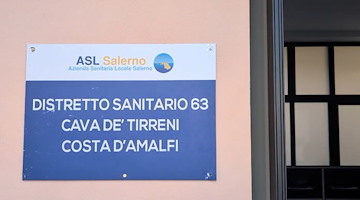 ASL Salerno
Azienda Sanitaria Locale Salerno
DISTRETTO SANITARIO 63
CAVA DE' TIRRENI
COSTA D'AMALFI